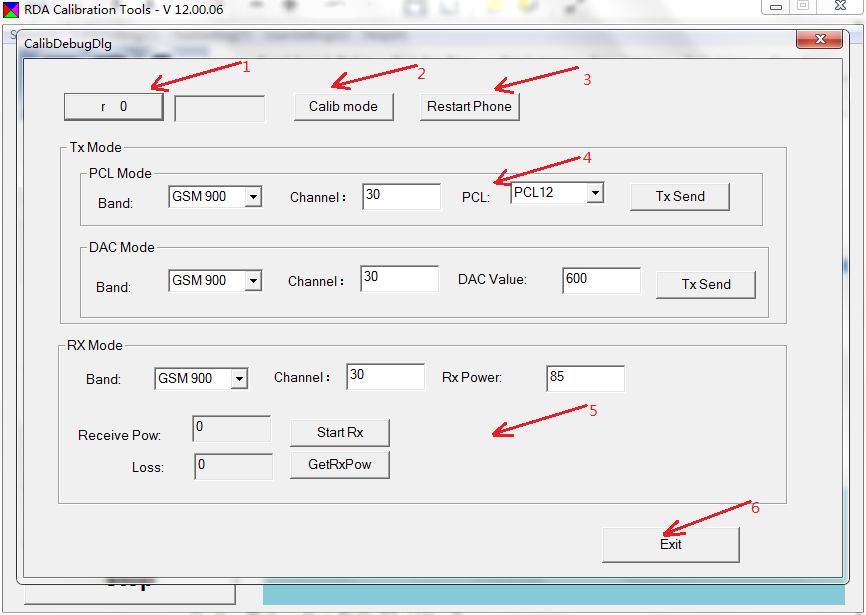 RDA Calibration Tools - V 12.00.06
CalibDebugDlg
1
2
3
r 0
Calib mode
Restart Phone
Tx Mode
4
PCL Mode
Band: GSM 900 Channel: 30 PCL: PCL12 Tx Send
DAC Mode
Band: GSM 900 Channel: 30 DAC Value: 600 Tx Send
RX Mode
Band: GSM 900 Channel: 30 Rx Power: 85
5
Receive Pow: 0 Start Rx
Loss: 0 GetRxPow
6
Exit